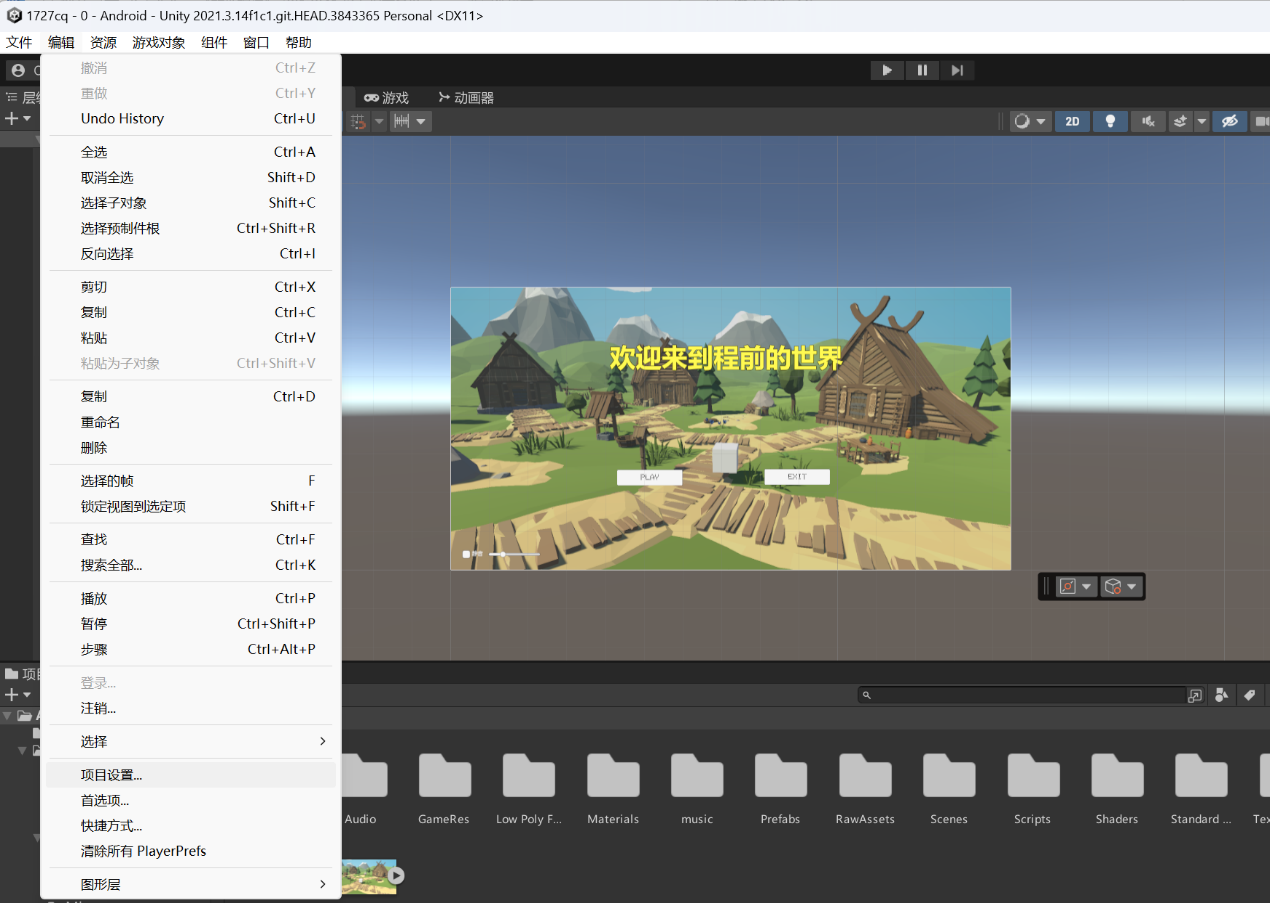 1727cq - 0 - Android - Unity 2021.3.14f1c1.git.HEAD.3843365 Personal <DX11>
文件 编辑 资源 游戏对象 组件 窗口 帮助
撤消 Ctrl+Z
重做 Ctrl+Y
Undo History Ctrl+U
全选 Ctrl+A
取消全选 Shift+D
选择子对象 Shift+C
选择预制件根 Ctrl+Shift+R
反向选择 Ctrl+I
剪切 Ctrl+X
复制 Ctrl+C
粘贴 Ctrl+V
粘贴为子对象 Ctrl+Shift+V
复制 Ctrl+D
重命名
删除
选择的帧 F
锁定视图到选定项 Shift+F
查找 Ctrl+F
搜索全部... Ctrl+K
播放 Ctrl+P
暂停 Ctrl+Shift+P
步骤 Ctrl+Alt+P
登录...
注销...
选择
项目设置...
首选项...
快捷方式...
清除所有 PlayerPrefs
图形层
游戏 动画器
2D
欢迎来到程前的世界
PLAY EXIT
Audio GameRes Low Poly F... Materials music Prefabs RawAssets Scenes Scripts Shaders Standard ...